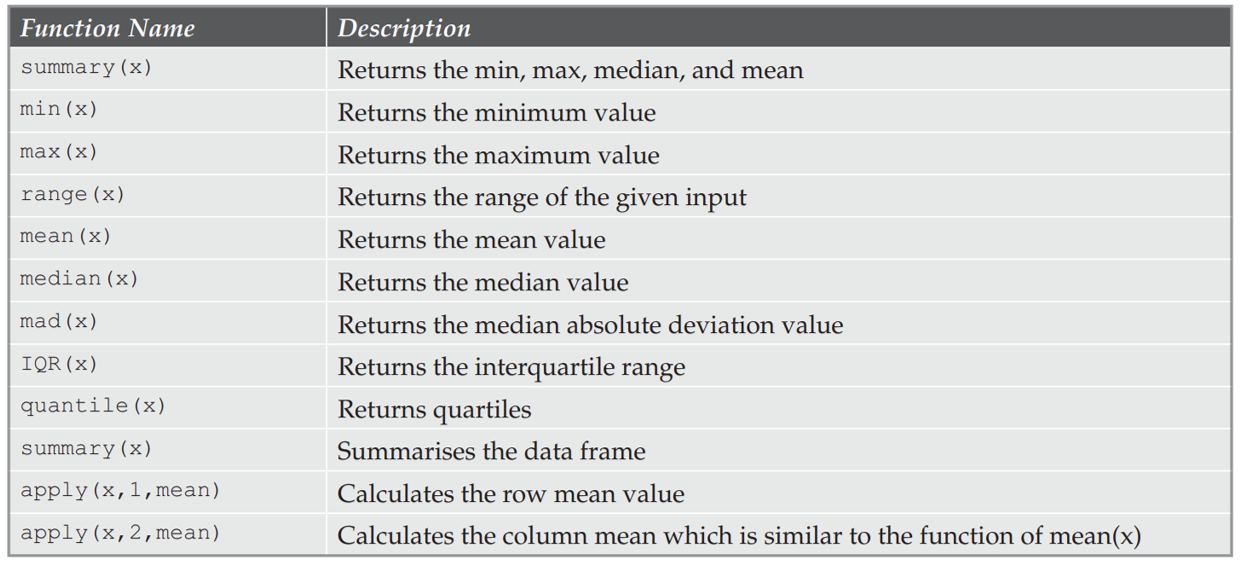 Function Name Description
summary(x) Returns the min, max, median, and mean
min(x) Returns the minimum value
max(x) Returns the maximum value
range(x) Returns the range of the given input
mean(x) Returns the mean value
median(x) Returns the median value
mad(x) Returns the median absolute deviation value
IQR(x) Returns the interquartile range
quantile(x) Returns quartiles
summary(x) Summarises the data frame
apply(x,1,mean) Calculates the row mean value
apply(x,2,mean) Calculates the column mean which is similar to the function of mean(x)